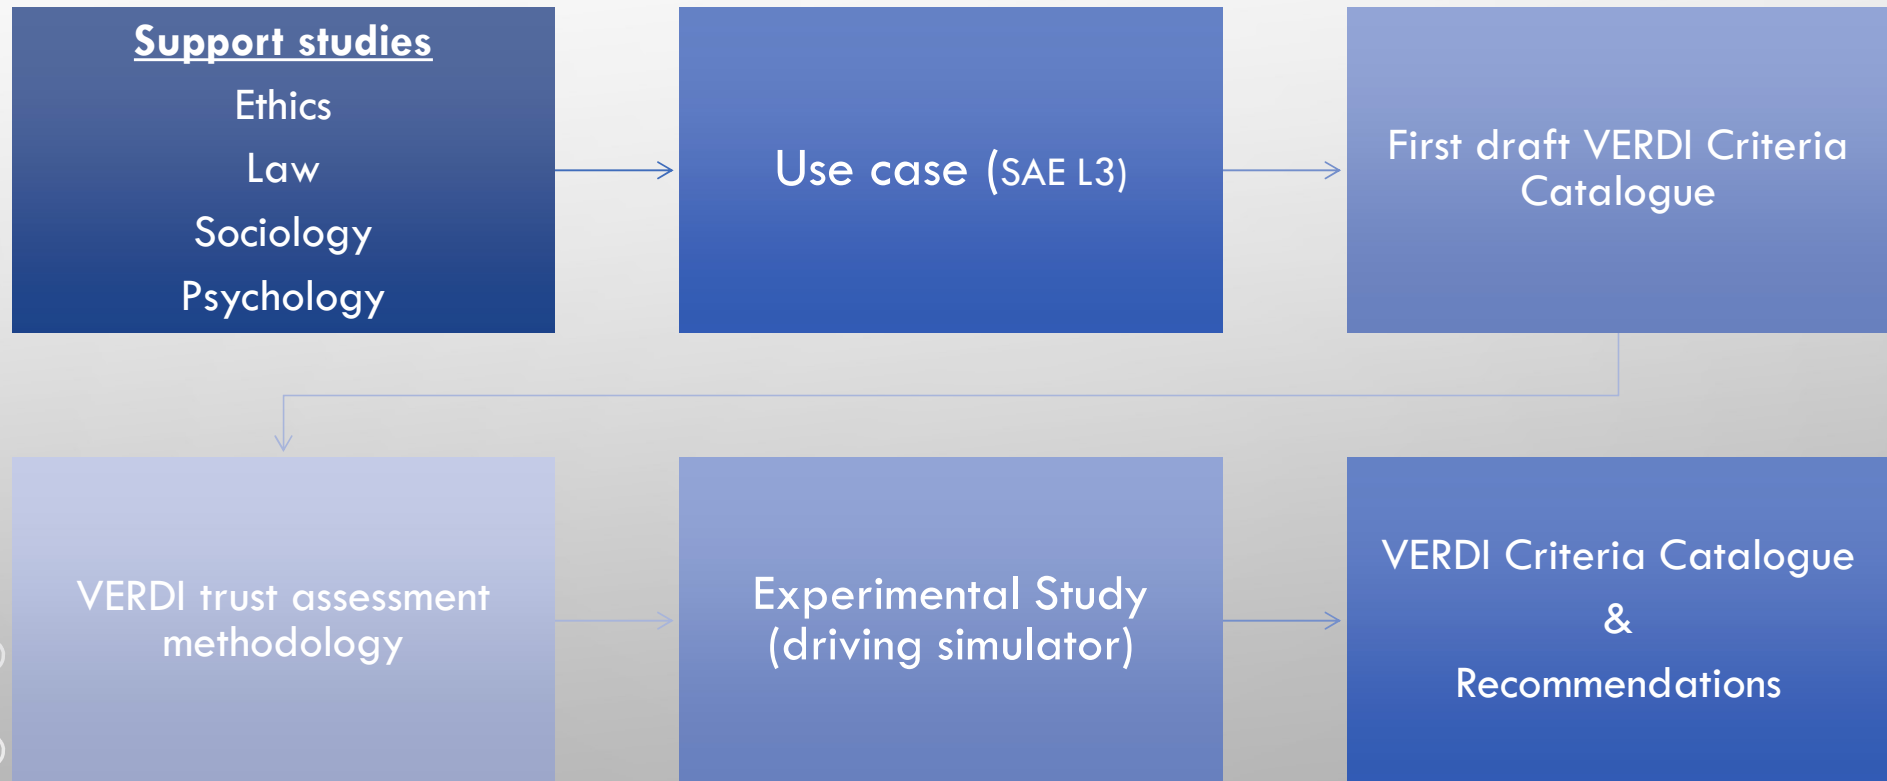 Support studies
Ethics
Law
Sociology
Psychology
Use case (SAE L3)
First draft VERDI Criteria
Catalogue
VERDI trust assessment
methodology
Experimental Study
(driving simulator)
VERDI Criteria Catalogue
&
Recommendations